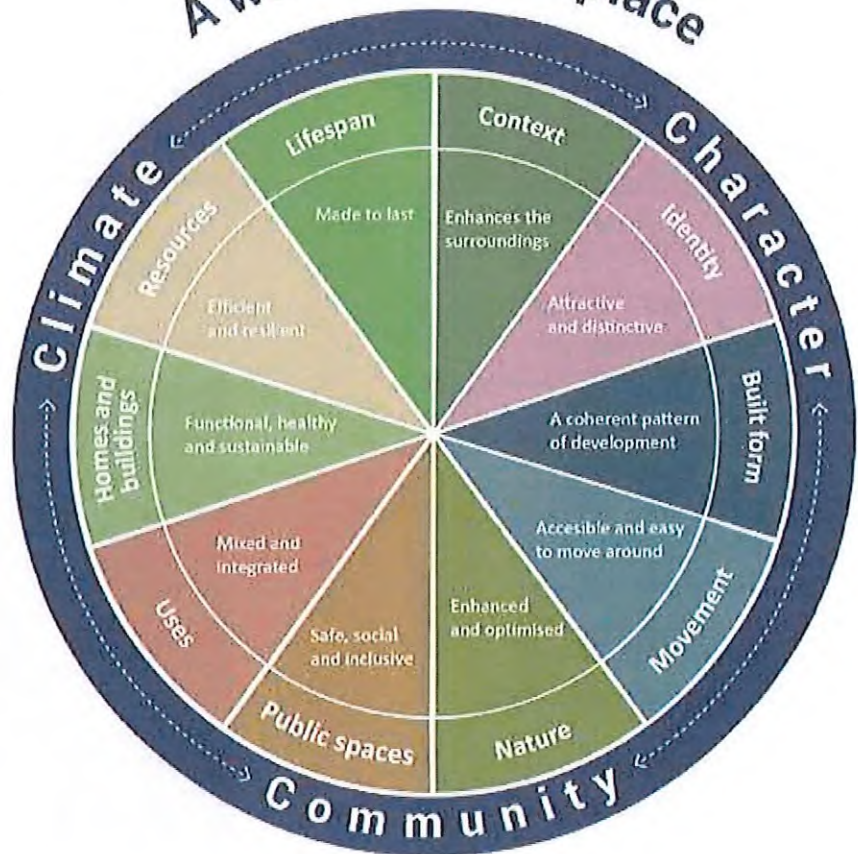 A
place
Climate
Character
Community
Lifespan
Made to last
Context
Enhances the
surroundings
Identity
Attractive
and distinctive
Built form
A coherent pattern
of development
Movement
Accesible and easy
to move around
Nature
Enhanced
and optimised
Public spaces
Safe, social
and inclusive
Uses
Mixed and
integrated
Homes and
buildings
Functional, healthy
and sustainable
Resources
Efficient
and resilient